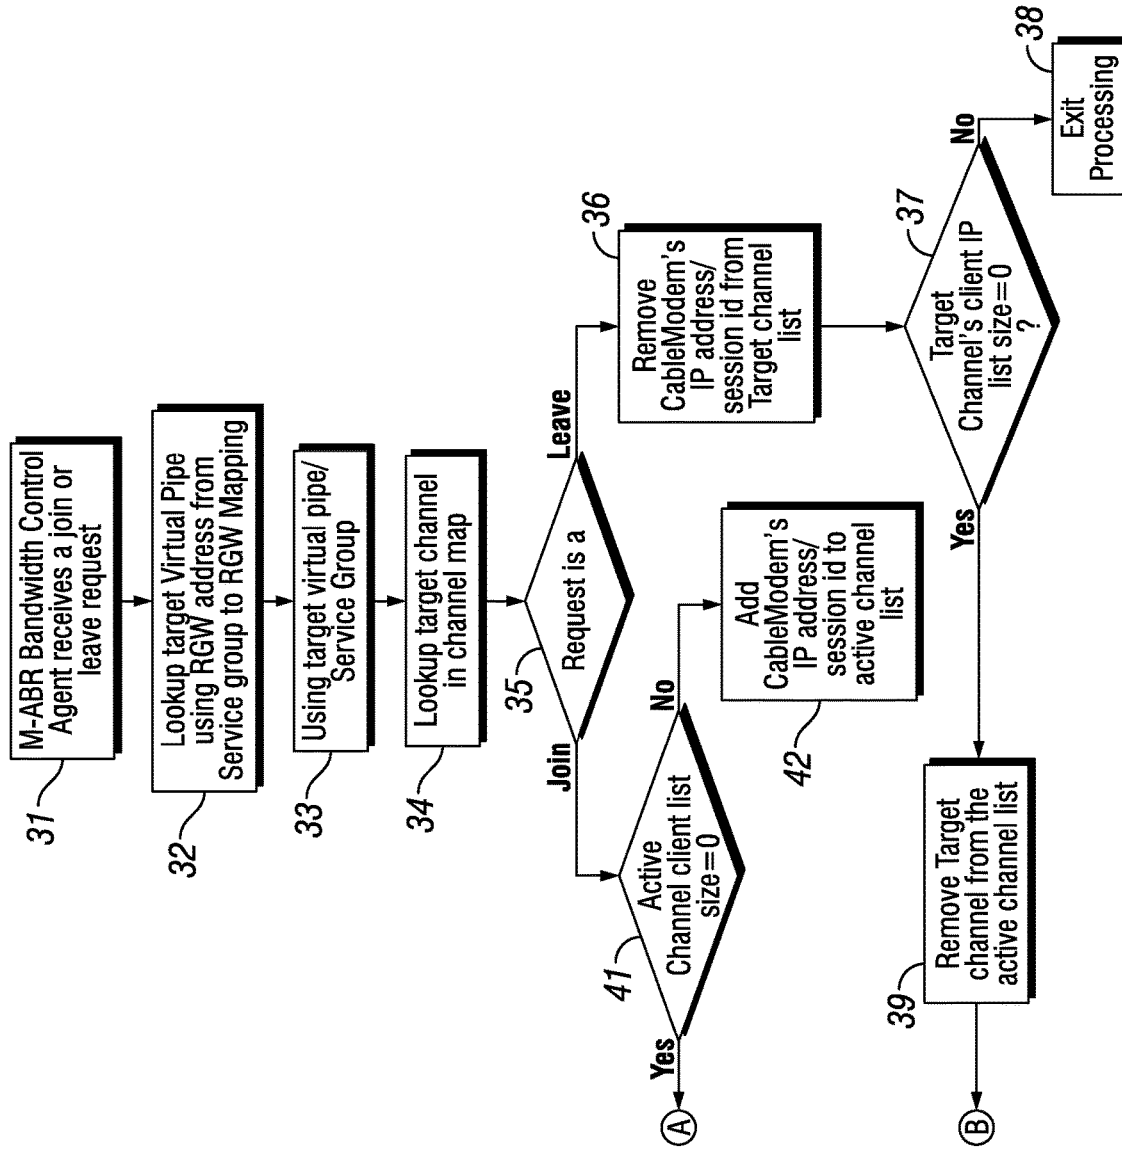 M-ABR Bandwidth Control
Agent receives a join or
leave request
31
Lookup target Virtual Pipe
using RGW address from
Service group to RGW Mapping
32
Using target virtual pipe/
Service Group
33
Lookup target channel
in channel map
34
Request is a
35
Join
Leave
Remove
CableModem's
IP address/
session id from
Target channel
list
36
Target
Channel's client IP
list size=0
?
37
No
Yes
Exit
Processing
38
Remove Target
channel from the
active channel list
39
B
Active
Channel client list
size=0
41
Yes
No
A
Add
CableModem's
IP address/
session id to
active channel
list
42